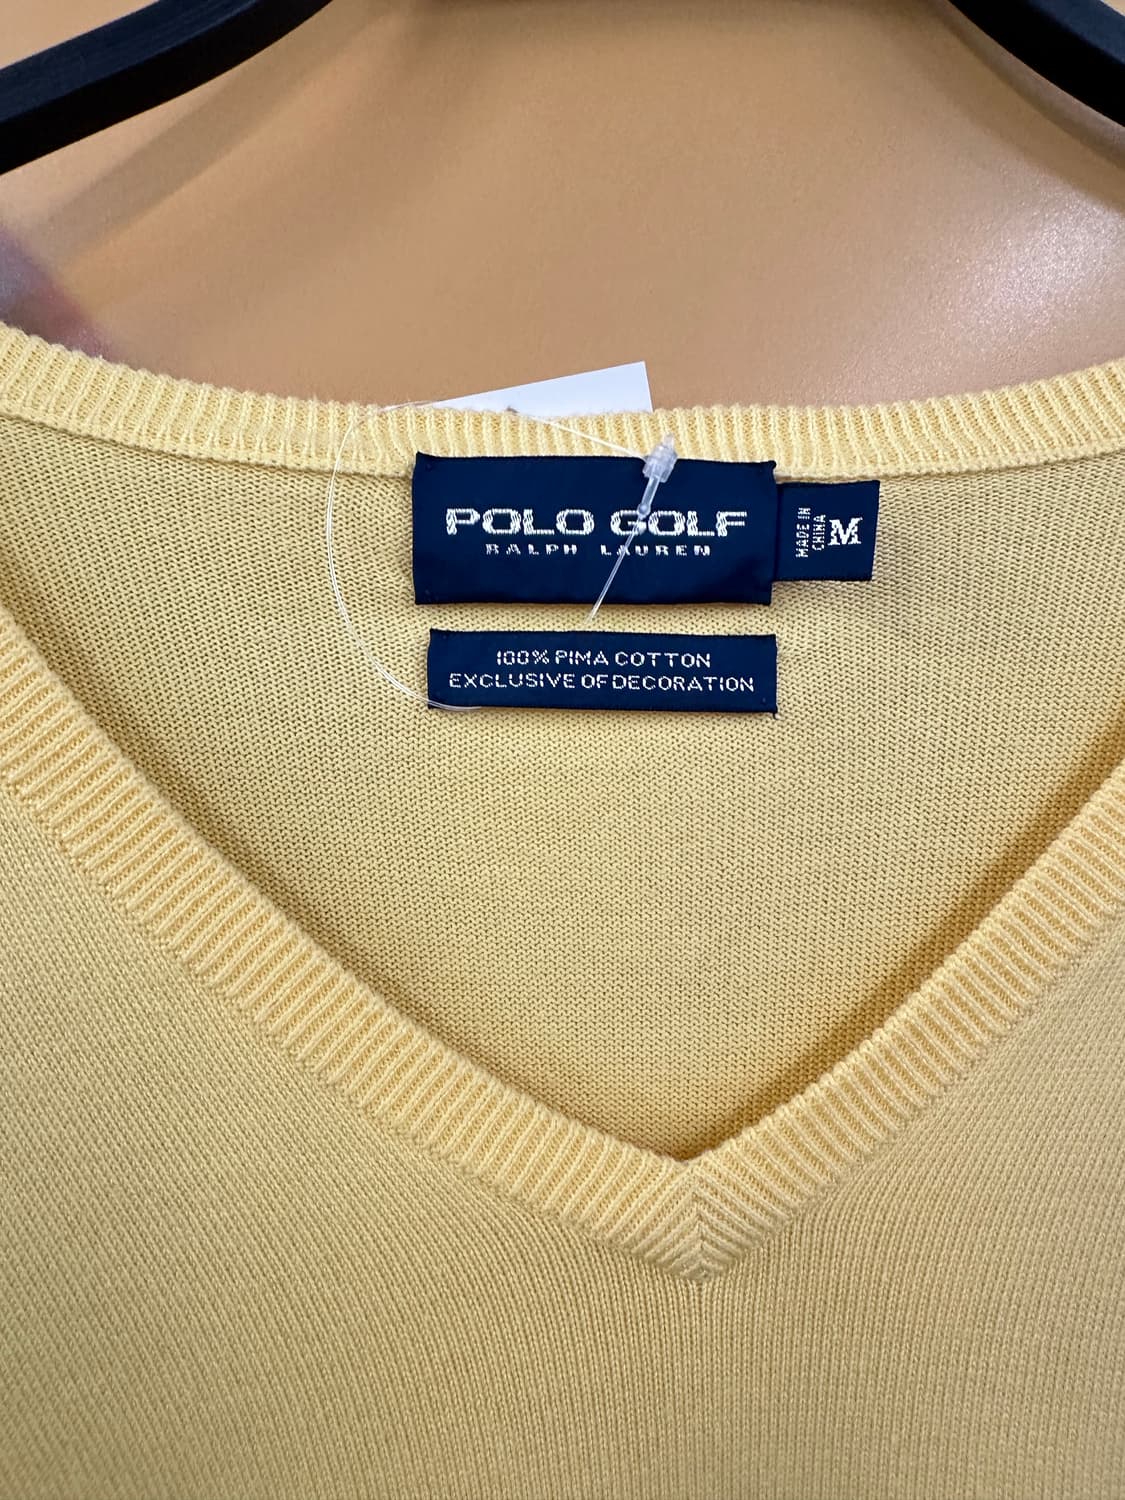 POLO GOLF
RALPH LAUREN
MADE IN
CHINA
M
100% PIMA COTTON
EXCLUSIVE OF DECORATION